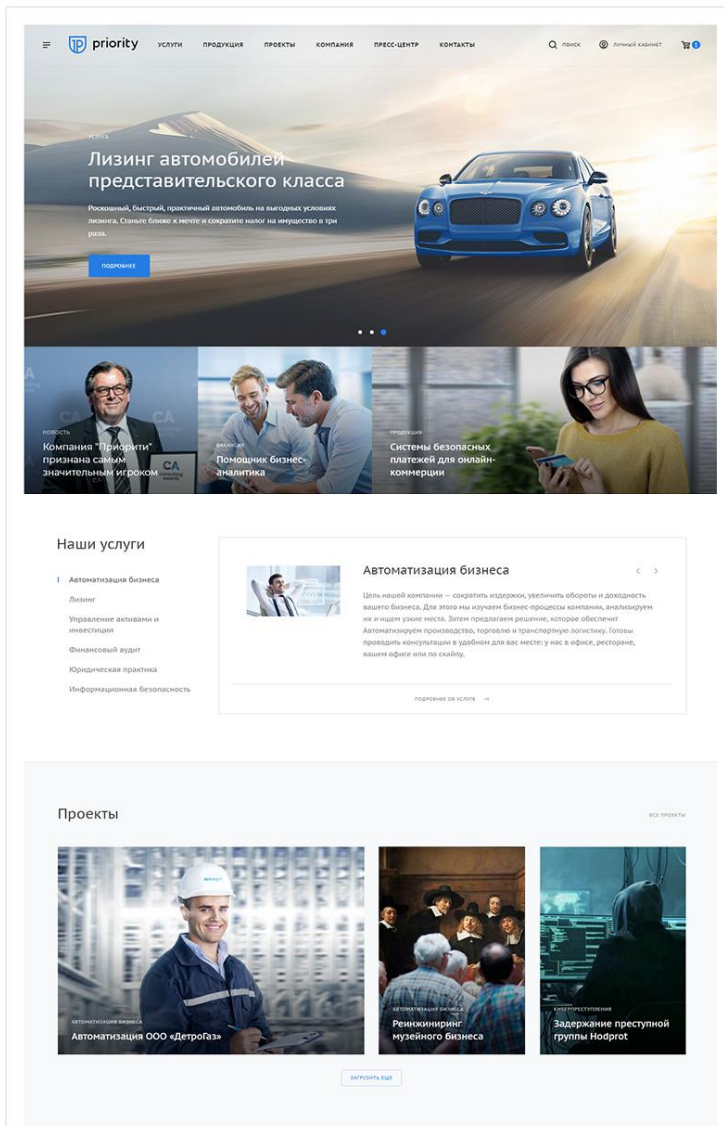 priority
УСЛУГИ
ПРОДУКЦИЯ
ПРОЕКТЫ
КОМПАНИЯ
ПРЕСС-ЦЕНТР
КОНТАКТЫ
ПОИСК
ЛИЧНЫЙ КАБИНЕТ
УСЛУГА
Лизинг автомобилей
представительского класса
Роскошный, быстрый, практичный автомобиль на выгодных условиях
лизинга. Станьте ближе к мечте и сократите налог на имущество в три
раза.
ПОДРОБНЕЕ
НОВОСТЬ
Компания "Приорити"
признана самым
значительным игроком
CA
ВАКАНСИЯ
Помощник бизнес-
аналитика
ПРОДУКЦИЯ
Системы безопасных
платежей для онлайн-
коммерции
Наши услуги
Автоматизация бизнеса
Лизинг
Управление активами и
инвестиции
Финансовый аудит
Юридическая практика
Информационная безопасность
Автоматизация бизнеса
Цель нашей компании — сократить издержки, увеличить обороты и доходность
вашего бизнеса. Для этого мы изучаем бизнес-процессы компании, анализируем
их и ищем узкие места. Затем предлагаем решение, которое обеспечит
Автоматизируем производство, торговлю и транспортную логистику. Готовы
проводить консультации в удобном для вас месте: у нас в офисе, ресторане,
вашем офисе или по скайпу.
ПОДРОБНЕЕ ОБ УСЛУГЕ →
Проекты
ВСЕ ПРОЕКТЫ
АВТОМАТИЗАЦИЯ БИЗНЕСА
Автоматизация ООО «ДетроГаз»
АВТОМАТИЗАЦИЯ БИЗНЕСА
Реинжиниринг
музейного бизнеса
КИБЕРПРЕСТУПЛЕНИЯ
Задержание преступной
группы Hodprot
ЗАГРУЗИТЬ ЕЩЕ